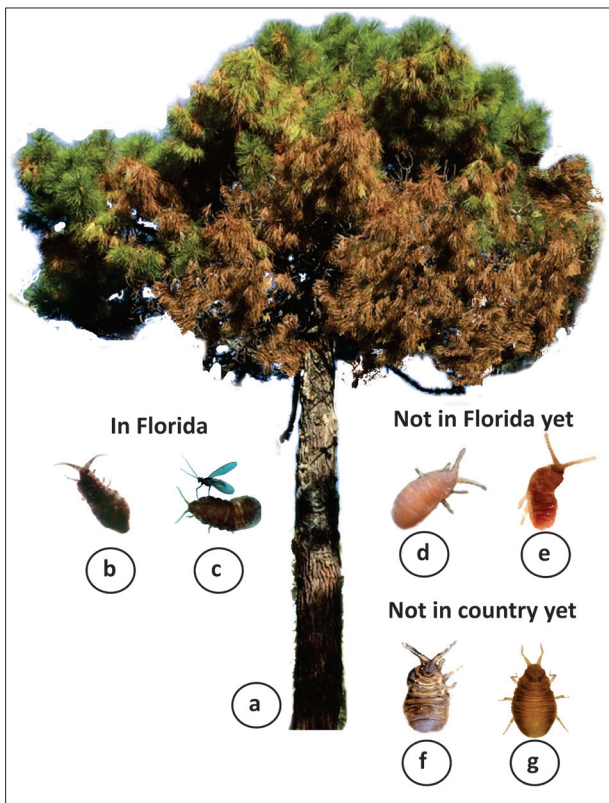 In Florida
Not in Florida yet
b
c
d
e
Not in country yet
a
f
g